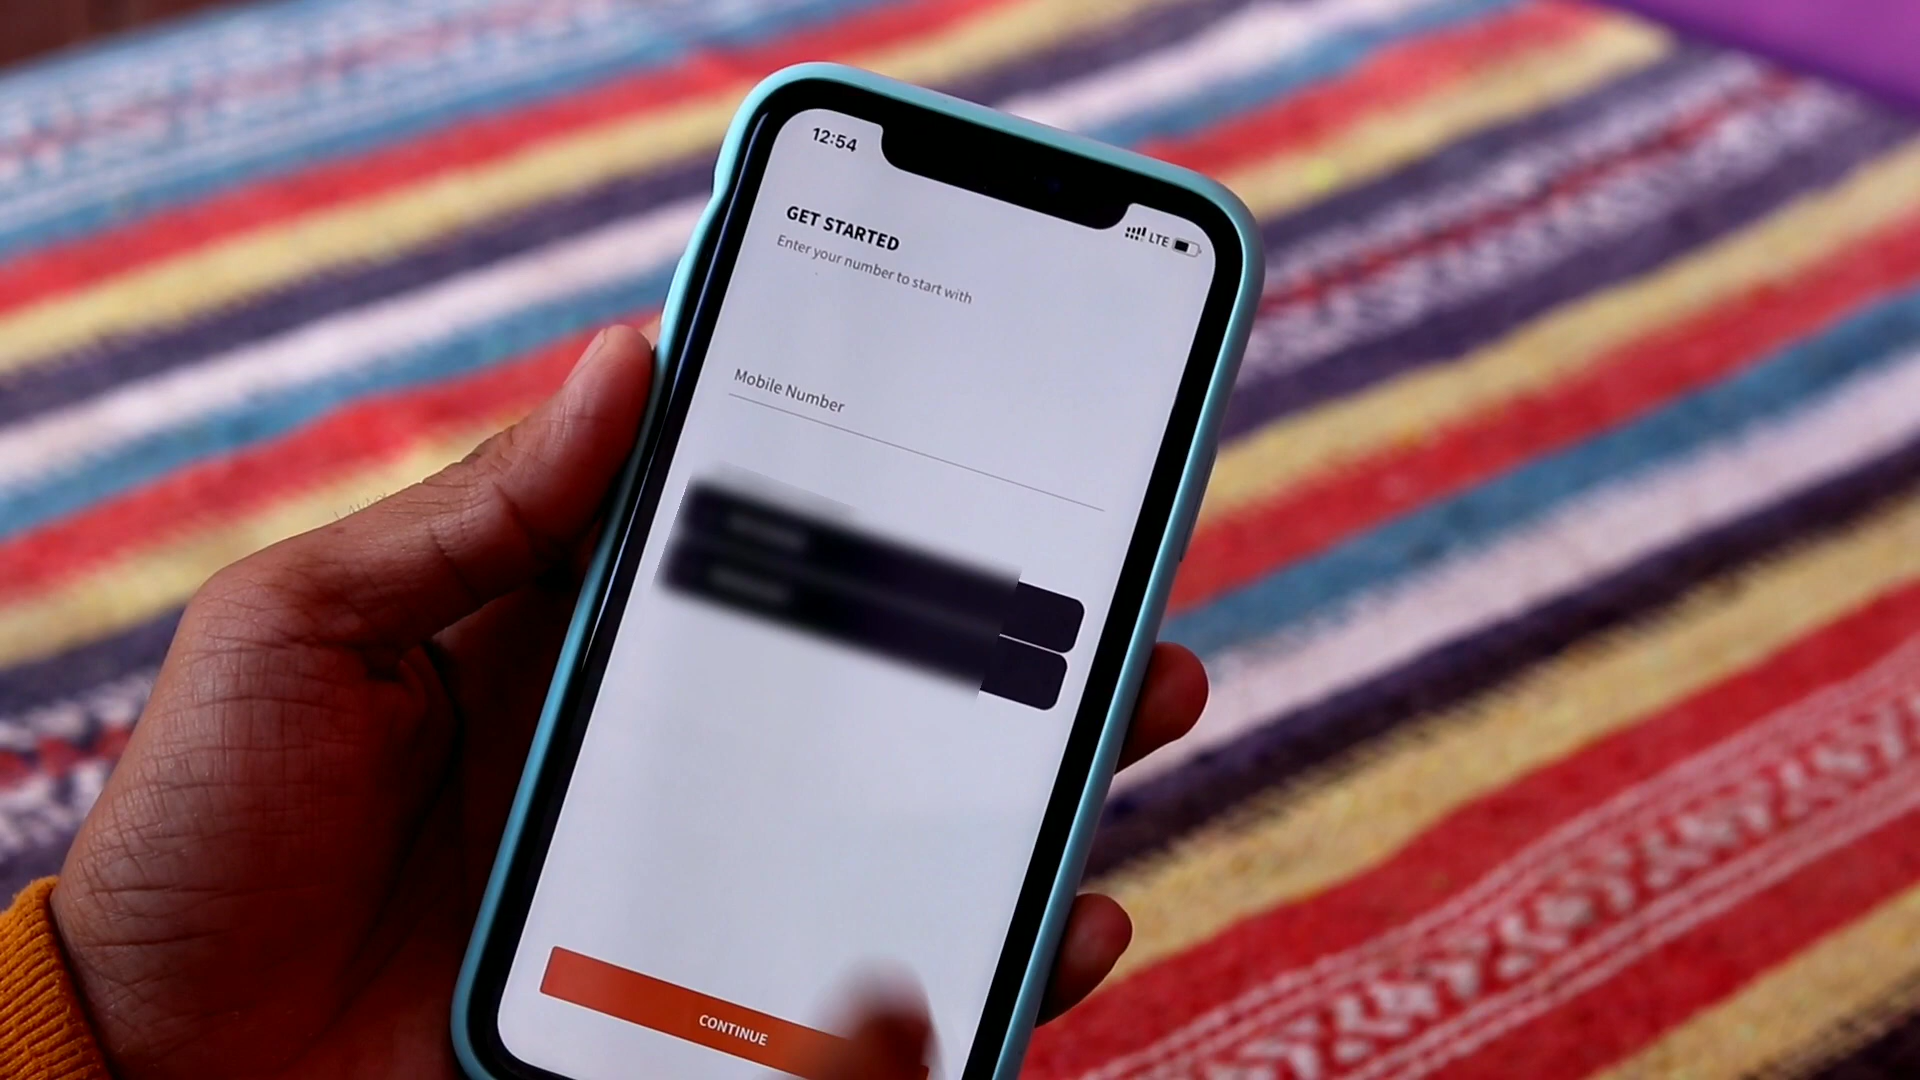 12:54
LTE
GET STARTED
Enter your number to start with
Mobile Number
CONTINUE